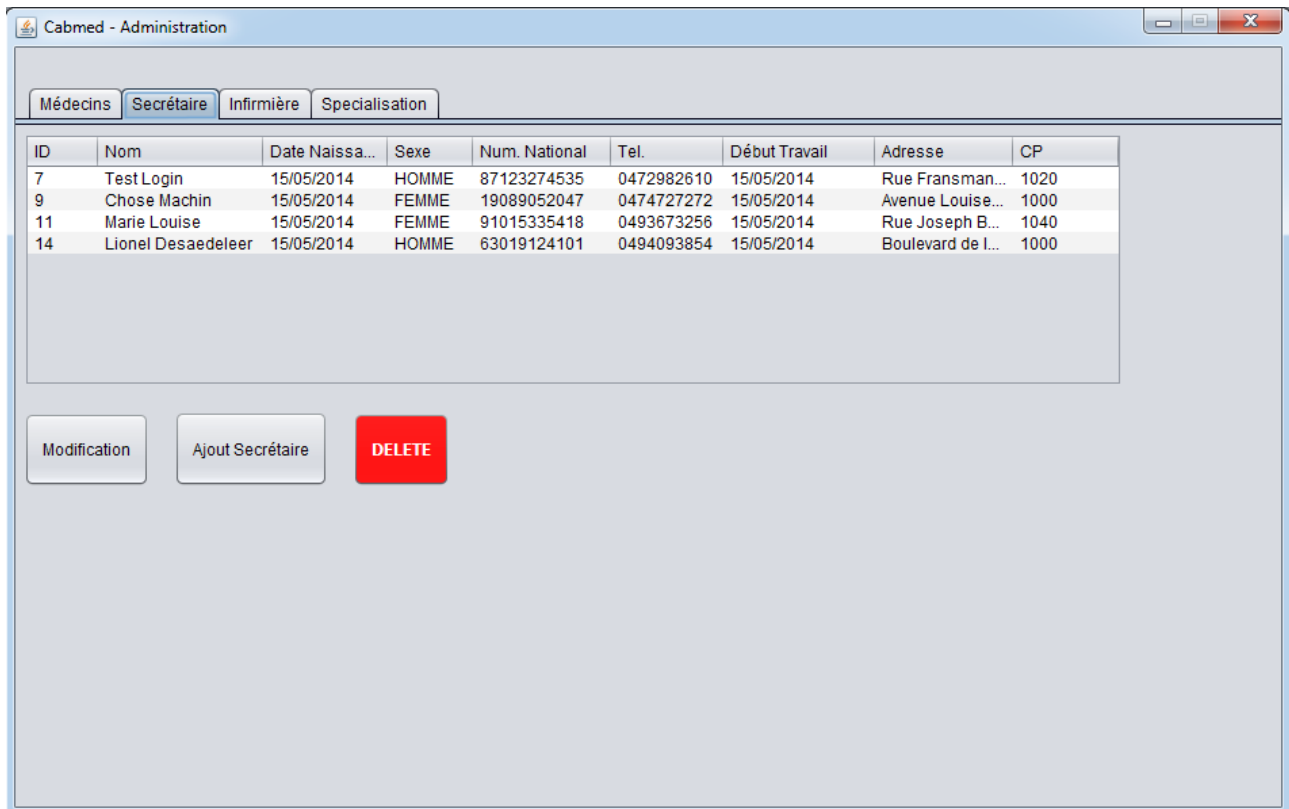 Cabmed - Administration
Médecins Secrétaire Infirmière Specialisation
ID Nom Date Naissa... Sexe Num. National Tel. Début Travail Adresse CP
7 Test Login 15/05/2014 HOMME 87123274535 0472982610 15/05/2014 Rue Fransman... 1020
9 Chose Machin 15/05/2014 FEMME 19089052047 0474727272 15/05/2014 Avenue Louise... 1000
11 Marie Louise 15/05/2014 FEMME 91015335418 0493673256 15/05/2014 Rue Joseph B... 1040
14 Lionel Desaedeleer 15/05/2014 HOMME 63019124101 0494093854 15/05/2014 Boulevard de l... 1000
Modification Ajout Secrétaire DELETE